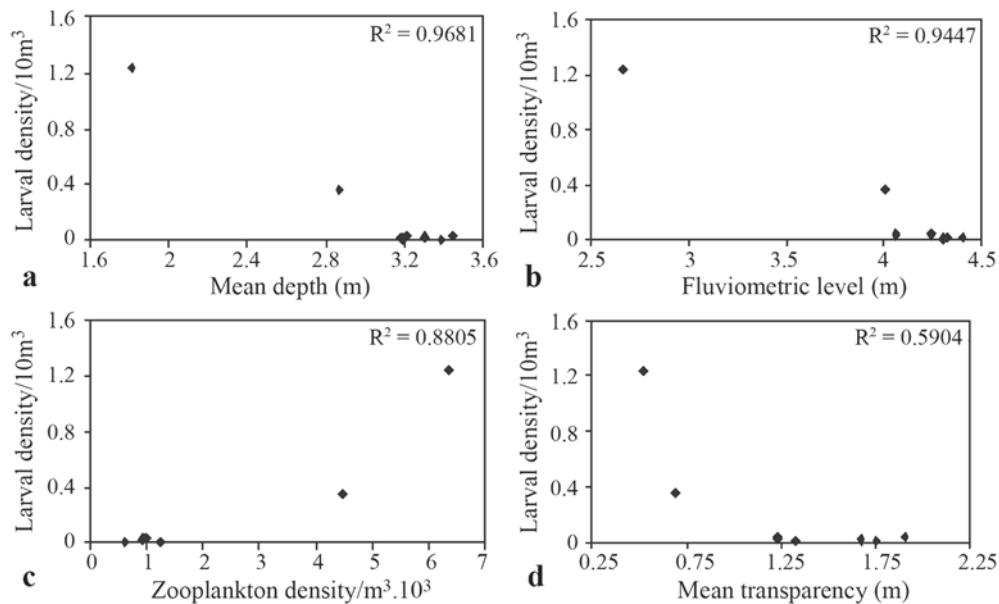 1.6
R² = 0.9681
1.2
0.8
0.4
0
1.6 2 2.4 2.8 3.2 3.6
Larval density/10m³
Mean depth (m)
a
1.6
R² = 0.9447
1.2
0.8
0.4
0
2.5 3 3.5 4 4.5
Larval density/10m³
Fluviometric level (m)
b
1.6
R² = 0.8805
1.2
0.8
0.4
0
0 1 2 3 4 5 6 7
Larval density/10m³
Zooplankton density/m³.10³
c
1.6
R² = 0.5904
1.2
0.8
0.4
0
0.25 0.75 1.25 1.75 2.25
Larval density/10m³
Mean transparency (m)
d